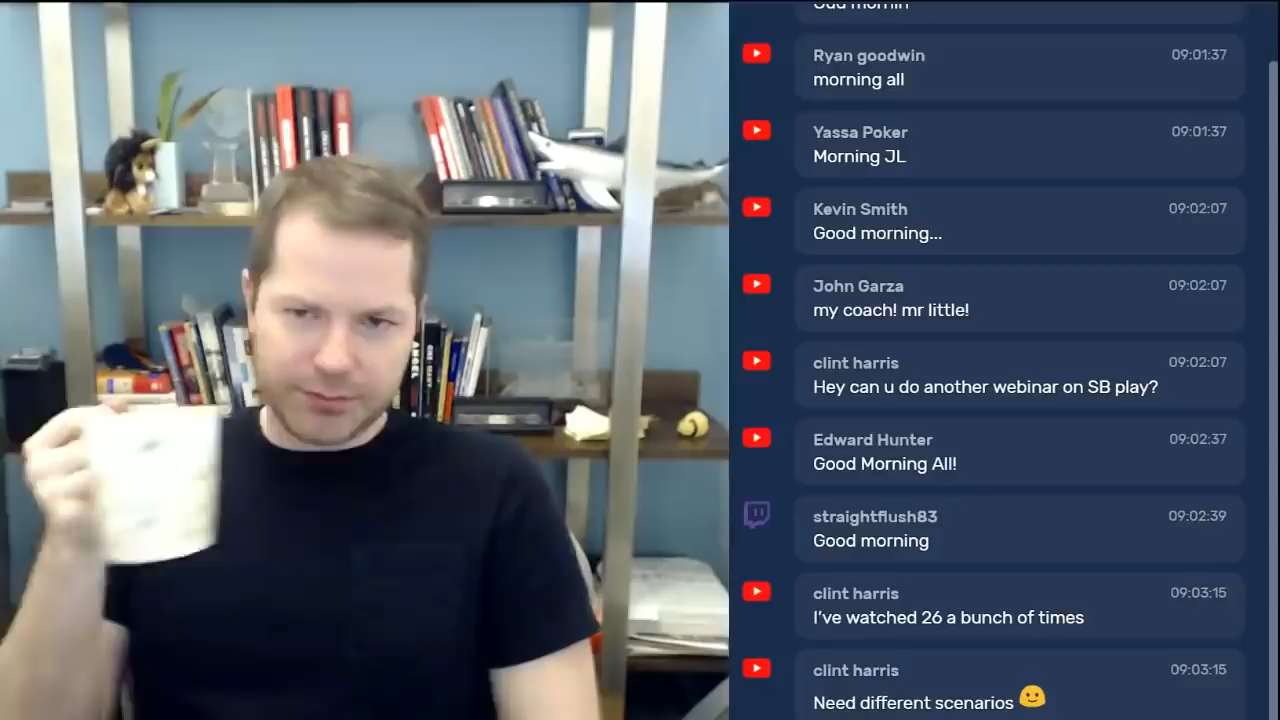 Ryan goodwin 09:01:37
morning all
Yassa Poker 09:01:37
Morning JL
Kevin Smith 09:02:07
Good morning...
John Garza 09:02:07
my coach! mr little!
clint harris 09:02:07
Hey can u do another webinar on SB play?
Edward Hunter 09:02:37
Good Morning All!
straightflush83 09:02:39
Good morning
clint harris 09:03:15
I've watched 26 a bunch of times
clint harris 09:03:15
Need different scenarios 🙂
ANGEL